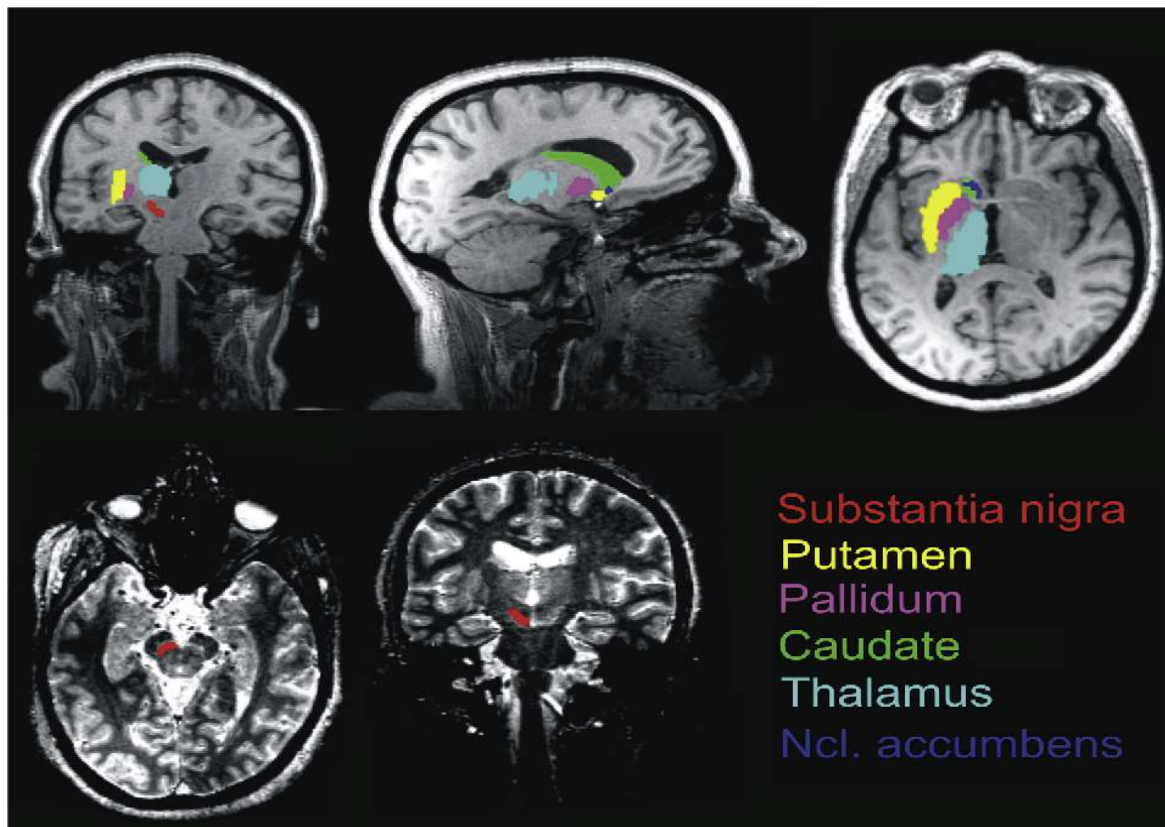 Substantia nigra
Putamen
Pallidum
Caudate
Thalamus
Ncl. accumbens